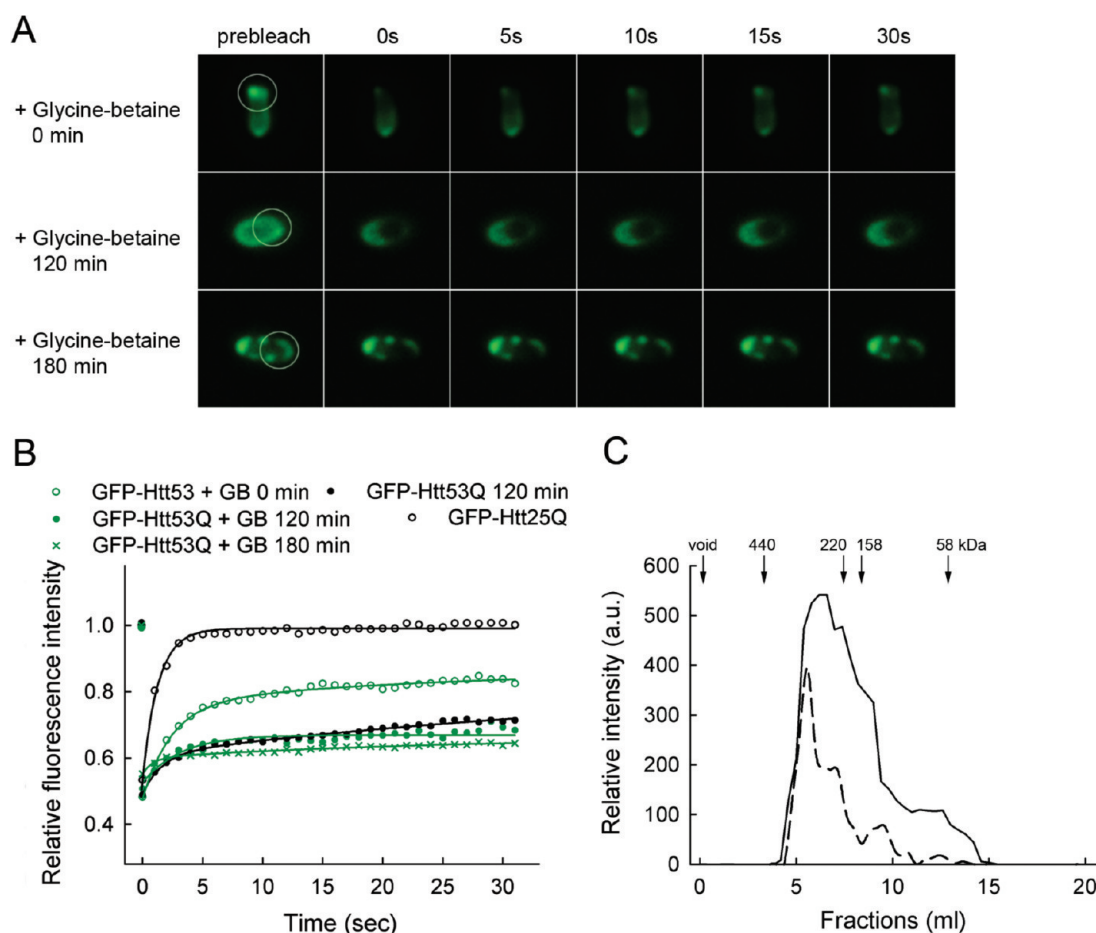 A
prebleach 0s 5s 10s 15s 30s
+ Glycine-betaine
0 min
+ Glycine-betaine
120 min
+ Glycine-betaine
180 min
B
GFP-Htt53 + GB 0 min
GFP-Htt53Q 120 min
GFP-Htt53Q + GB 120 min
GFP-Htt25Q
GFP-Htt53Q + GB 180 min
Relative fluorescence intensity
1.0
0.8
0.6
0.4
0 5 10 15 20 25 30
Time (sec)
C
void 440 220 158 58 kDa
Relative intensity (a.u.)
600
500
400
300
200
100
0
0 5 10 15 20
Fractions (ml)